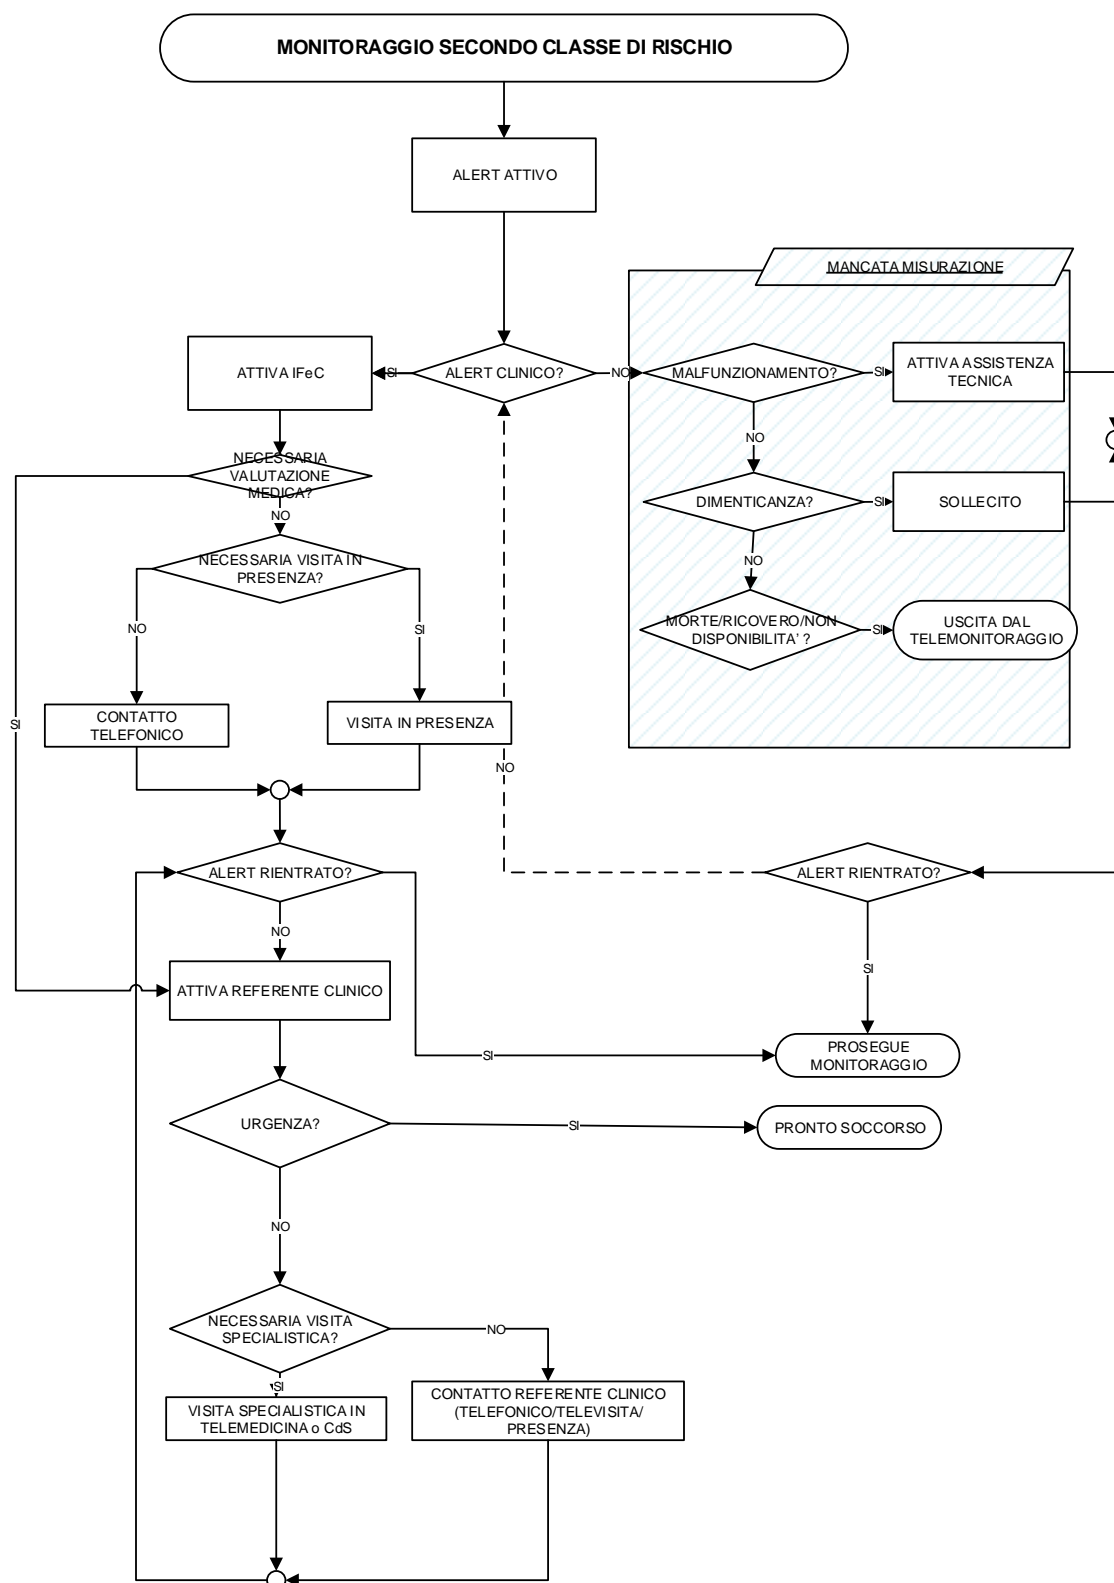 MONITORAGGIO SECONDO CLASSE DI RISCHIO
ALERT ATTIVO
MANCATA MISURAZIONE
ATTIVA IFeC
SI
ALERT CLINICO?
NO
MALFUNZIONAMENTO?
SI
ATTIVA ASSISTENZA
TECNICA
NO
NECESSARIA
VALUTAZIONE
MEDICA?
NO
DIMENTICANZA?
SI
SOLLECITO
NECESSARIA VISITA IN
PRESENZA?
NO
NO
SI
MORTE/RICOVERO/NON
DISPONIBILITA' ?
SI
USCITA DAL
TELEMONITORAGGIO
SI
CONTATTO
TELEFONICO
VISITA IN PRESENZA
NO
ALERT RIENTRATO?
ALERT RIENTRATO?
NO
SI
ATTIVA REFERENTE CLINICO
SI
PROSEGUE
MONITORAGGIO
URGENZA?
SI
PRONTO SOCCORSO
NO
NECESSARIA VISITA
SPECIALISTICA?
NO
SI
VISITA SPECIALISTICA IN
TELEMEDICINA o CdS
CONTATTO REFERENTE CLINICO
(TELEFONICO/TELEVISITA/
PRESENZA)